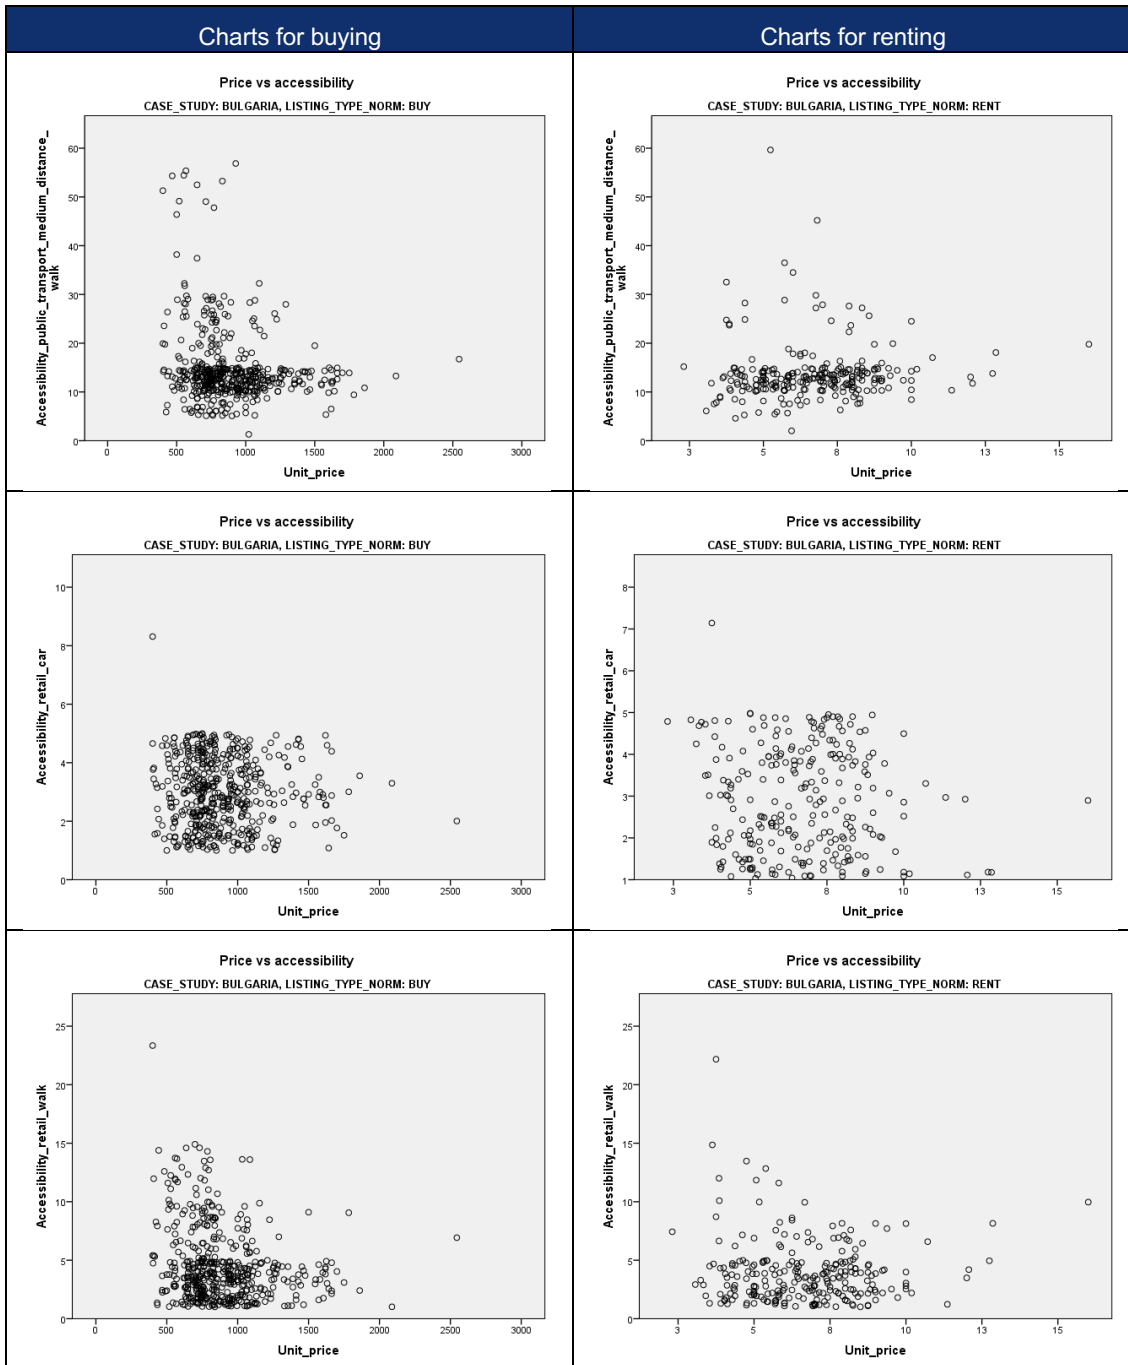 Charts for buying
Charts for renting
Price vs accessibility
CASE_STUDY: BULGARIA, LISTING_TYPE_NORM: BUY
Accessibility_public_transport_medium_distance_
walk
60
50
40
30
20
10
0
0 500 1000 1500 2000 2500 3000
Unit_price
Price vs accessibility
CASE_STUDY: BULGARIA, LISTING_TYPE_NORM: RENT
Accessibility_public_transport_medium_distance_
walk
60
50
40
30
20
10
0
3 5 8 10 13 15
Unit_price
Price vs accessibility
CASE_STUDY: BULGARIA, LISTING_TYPE_NORM: BUY
Accessibility_retail_car
10
8
6
4
2
0
0 500 1000 1500 2000 2500 3000
Unit_price
Price vs accessibility
CASE_STUDY: BULGARIA, LISTING_TYPE_NORM: RENT
Accessibility_retail_car
8
7
6
5
4
3
2
1
3 5 8 10 13 15
Unit_price
Price vs accessibility
CASE_STUDY: BULGARIA, LISTING_TYPE_NORM: BUY
Accessibility_retail_walk
25
20
15
10
5
0
0 500 1000 1500 2000 2500 3000
Unit_price
Price vs accessibility
CASE_STUDY: BULGARIA, LISTING_TYPE_NORM: RENT
Accessibility_retail_walk
25
20
15
10
5
0
3 5 8 10 13 15
Unit_price